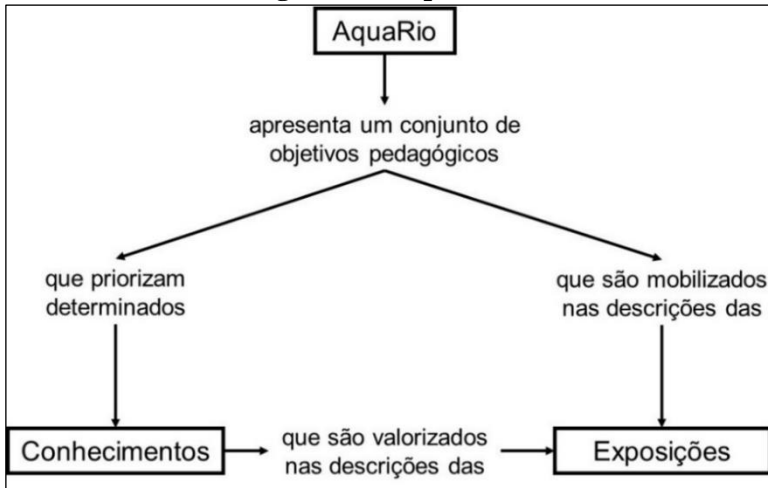 AquaRio
apresenta um conjunto de
objetivos pedagógicos
que priorizam
determinados
que são mobilizados
nas descrições das
Conhecimentos
que são valorizados
nas descrições das
Exposições